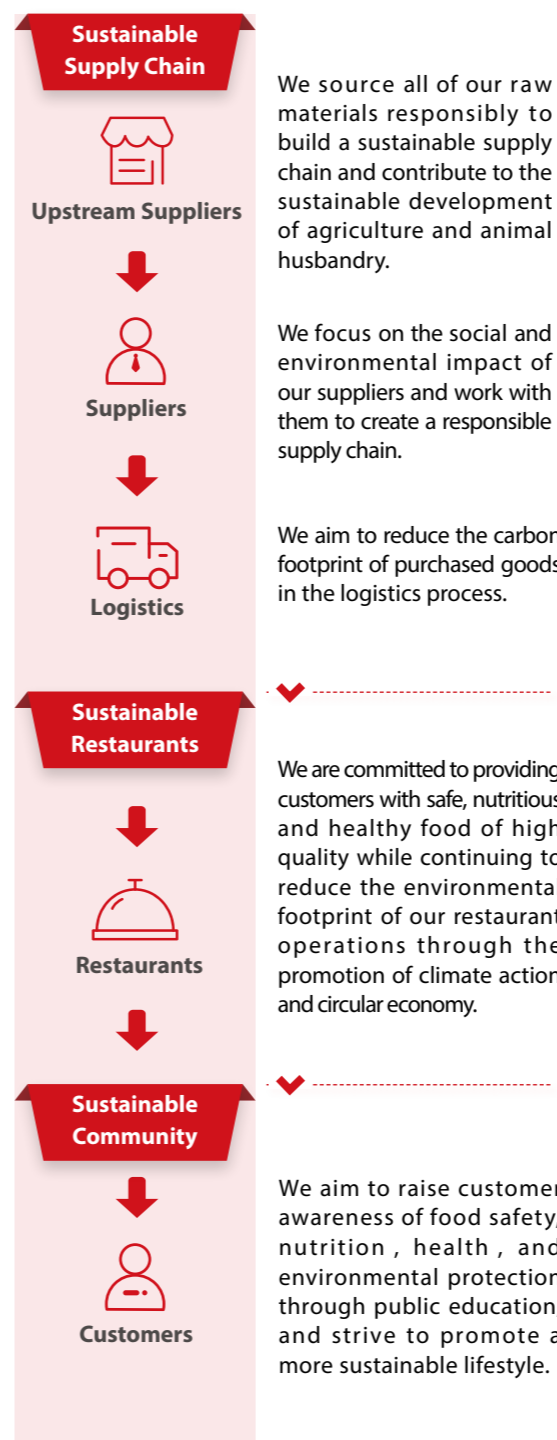 Sustainable
Supply Chain
Upstream Suppliers
We source all of our raw
materials responsibly to
build a sustainable supply
chain and contribute to the
sustainable development
of agriculture and animal
husbandry.
Suppliers
We focus on the social and
environmental impact of
our suppliers and work with
them to create a responsible
supply chain.
Logistics
We aim to reduce the carbon
footprint of purchased goods
in the logistics process.
Sustainable
Restaurants
Restaurants
We are committed to providing
customers with safe, nutritious
and healthy food of high
quality while continuing to
reduce the environmental
footprint of our restaurant
operations through the
promotion of climate action
and circular economy.
Sustainable
Community
Customers
We aim to raise customer
awareness of food safety,
nutrition , health , and
environmental protection
through public education,
and strive to promote a
more sustainable lifestyle.